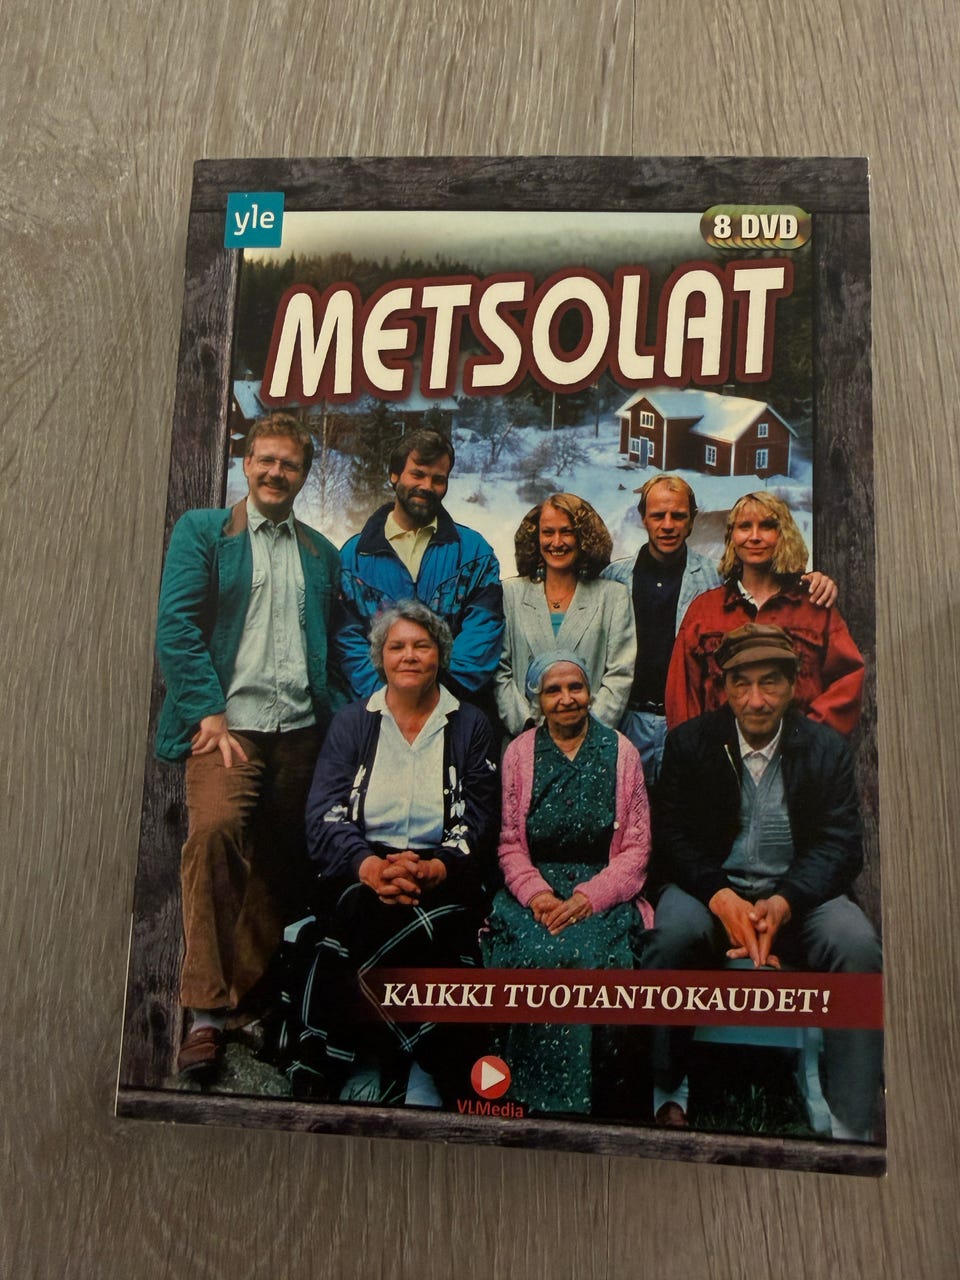 yle
8 DVD
METSOLAT
KAIKKI TUOTANTOKAUDET!
VLMedia